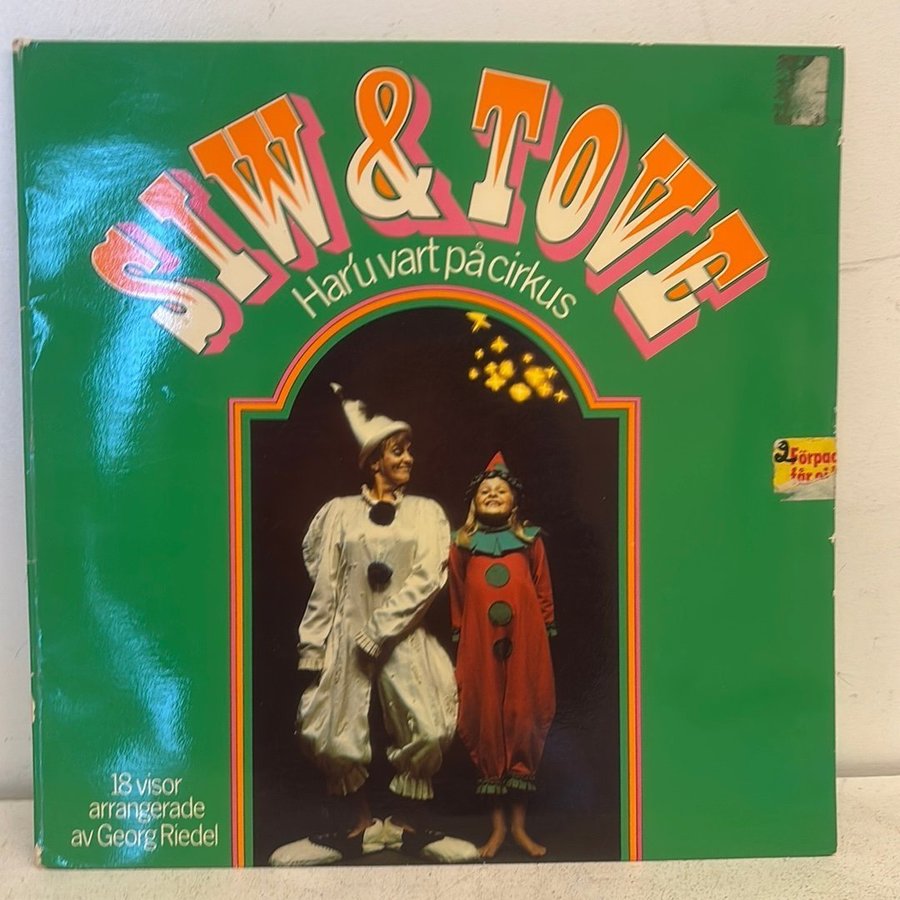 SIW & TOVE
Har'u vart på cirkus
18 visor
arrangerade
av Georg Riedel